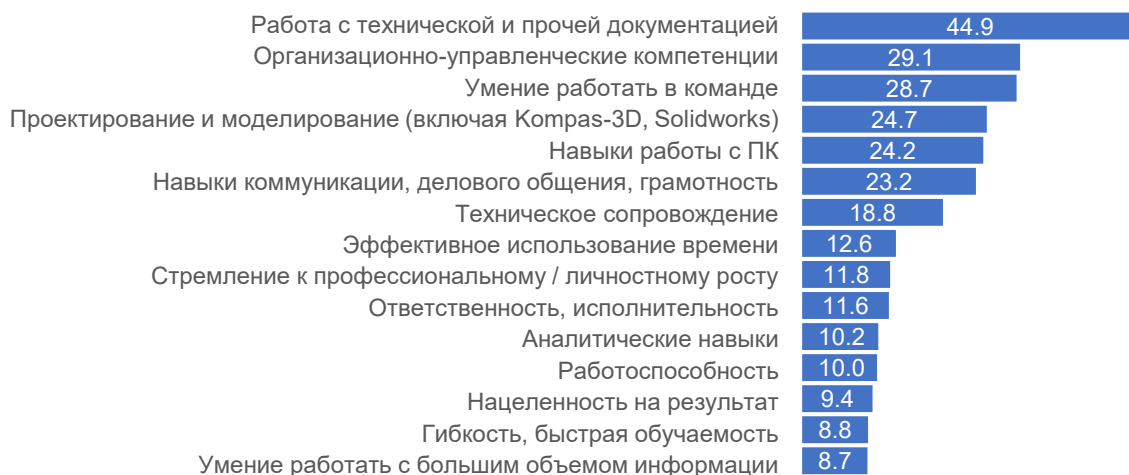 Работа с технической и прочей документацией 44.9
Организационно-управленческие компетенции 29.1
Умение работать в команде 28.7
Проектирование и моделирование (включая Kompas-3D, Solidworks) 24.7
Навыки работы с ПК 24.2
Навыки коммуникации, делового общения, грамотность 23.2
Техническое сопровождение 18.8
Эффективное использование времени 12.6
Стремление к профессиональному / личностному росту 11.8
Ответственность, исполнительность 11.6
Аналитические навыки 10.2
Работоспособность 10.0
Нацеленность на результат 9.4
Гибкость, быстрая обучаемость 8.8
Умение работать с большим объемом информации 8.7